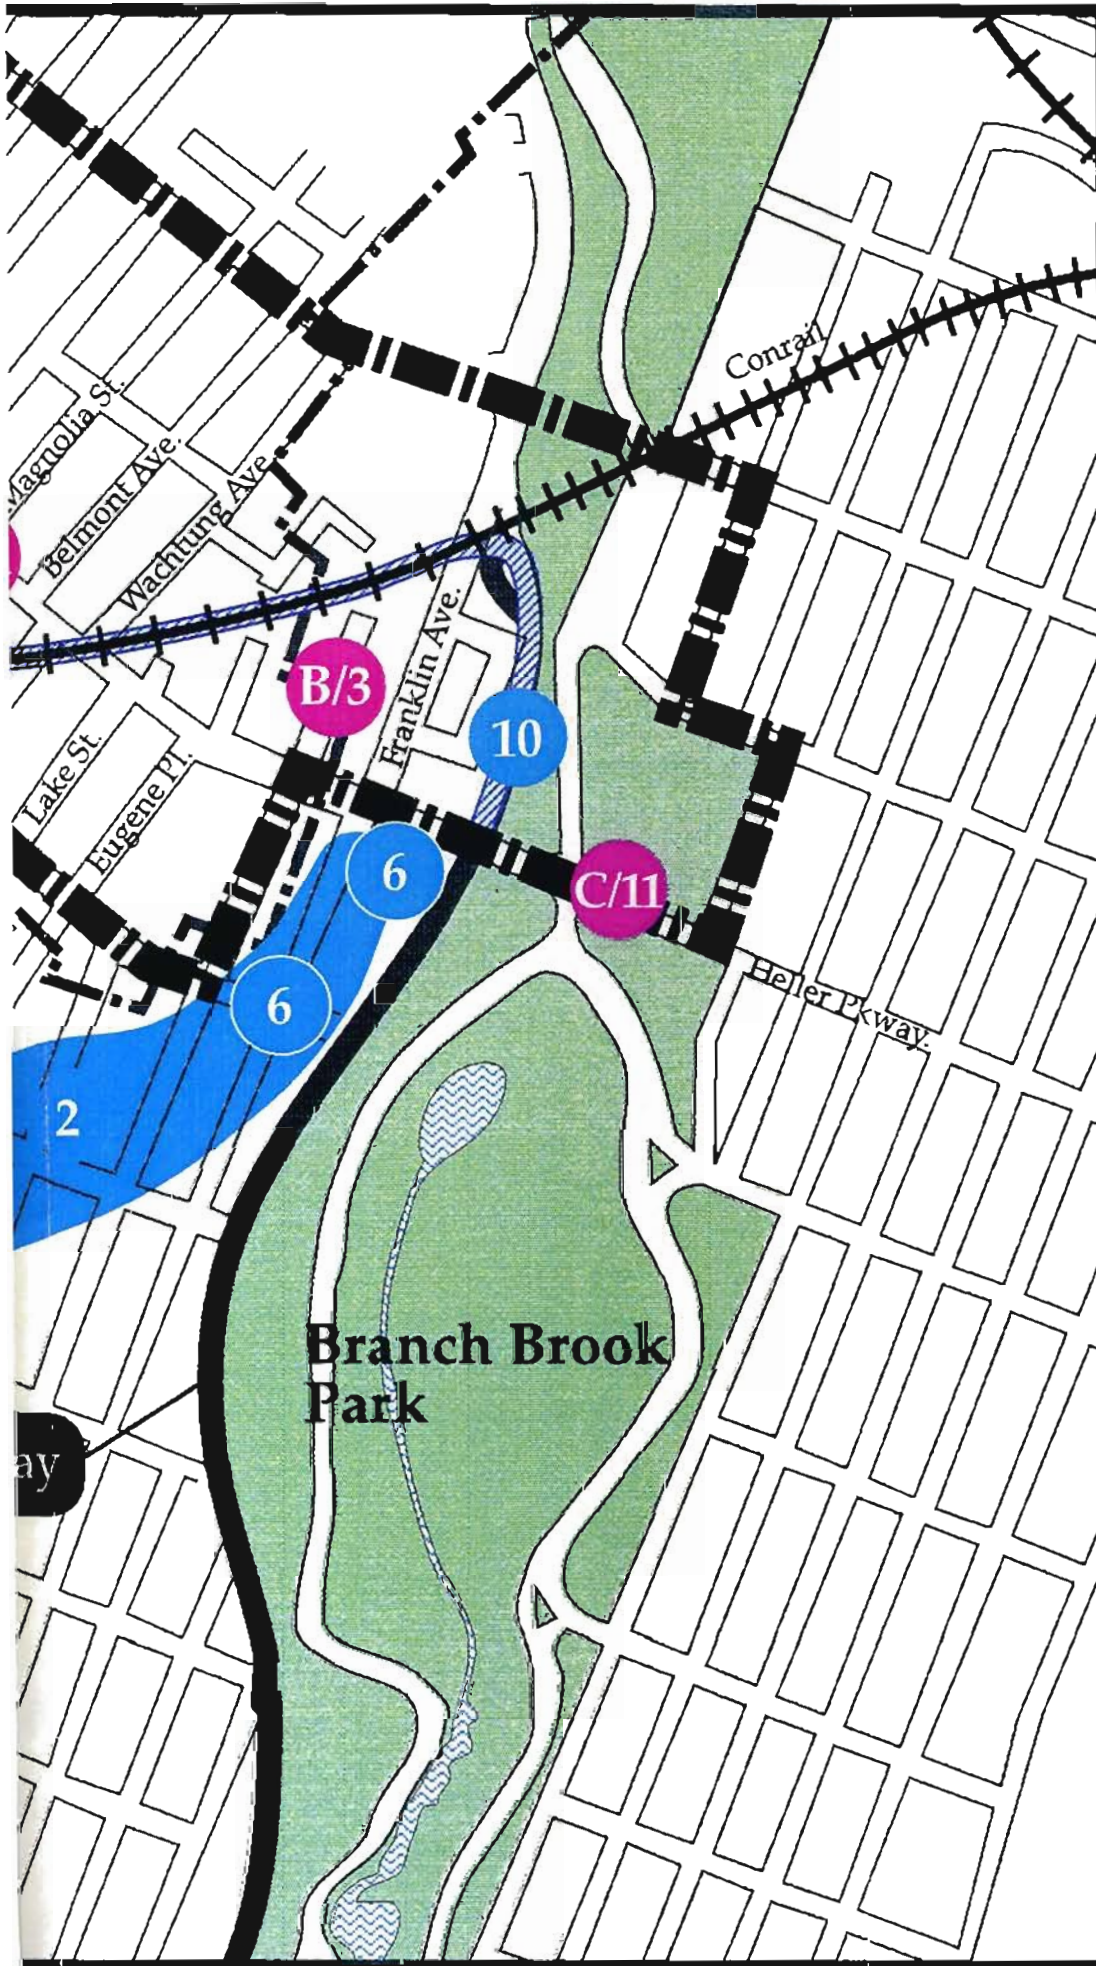 Conrail
Magnolia St.
Belmont Ave.
Wachtung Ave.
B/3
Franklin Ave.
10
Lake St.
Eugene Pl.
6
C/11
6
Heller Pkway.
2
Branch Brook
Park
ay